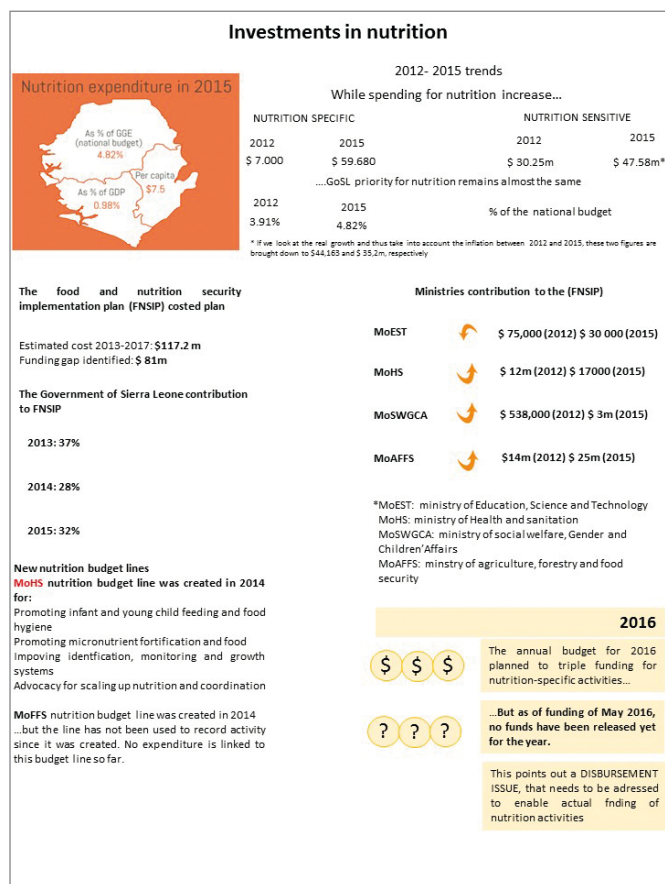 Investments in nutrition
Nutrition expenditure in 2015
As % of GGE
(national budget)
4.82%
Per capita
$7.5
As % of GDP
0.98%
2012- 2015 trends
While spending for nutrition increase...
NUTRITION SPECIFIC
NUTRITION SENSITIVE
2012
2015
2012
2015
$ 7.000
$ 59.680
$ 30.25m
$ 47.58m*
....GoSL priority for nutrition remains almost the same
2012
2015
3.91%
4.82%
% of the national budget
* If we look at the real growth and thus take into account the inflation between 2012 and 2015, these two figures are
brought down to $44,163 and $ 35,2m, respectively
The food and nutrition security
implementation plan (FNSIP) costed plan
Estimated cost 2013-2017: $117.2 m
Funding gap identified: $ 81m
The Government of Sierra Leone contribution
to FNSIP
2013: 37%
2014: 28%
2015: 32%
New nutrition budget lines
MoHS nutrition budget line was created in 2014
for:
Promoting infant and young child feeding and food
hygiene
Promoting micronutrient fortification and food
Impoving identfication, monitoring and growth
systems
Advocacy for scaling up nutrition and coordination
MoFFS nutrition budget line was created in 2014
...but the line has not been used to record activity
since it was created. No expenditure is linked to
this budget line so far.
Ministries contribution to the (FNSIP)
MoEST
$ 75,000 (2012) $ 30 000 (2015)
MoHS
$ 12m (2012) $ 17000 (2015)
MoSWGCA
$ 538,000 (2012) $ 3m (2015)
MoAFFS
$14m (2012) $ 25m (2015)
*MoEST: ministry of Education, Science and Technology
MoHS: ministry of Health and sanitation
MoSWGCA: ministry of social welfare, Gender and
Children'Affairs
MoAFFS: minstry of agriculture, forestry and food
security
2016
$ $ $
The annual budget for 2016
planned to triple funding for
nutrition-specific activities...
? ? ?
...But as of funding of May 2016,
no funds have been released yet
for the year.
This points out a DISBURSEMENT
ISSUE, that needs to be adressed
to enable actual fnding of
nutrition activities